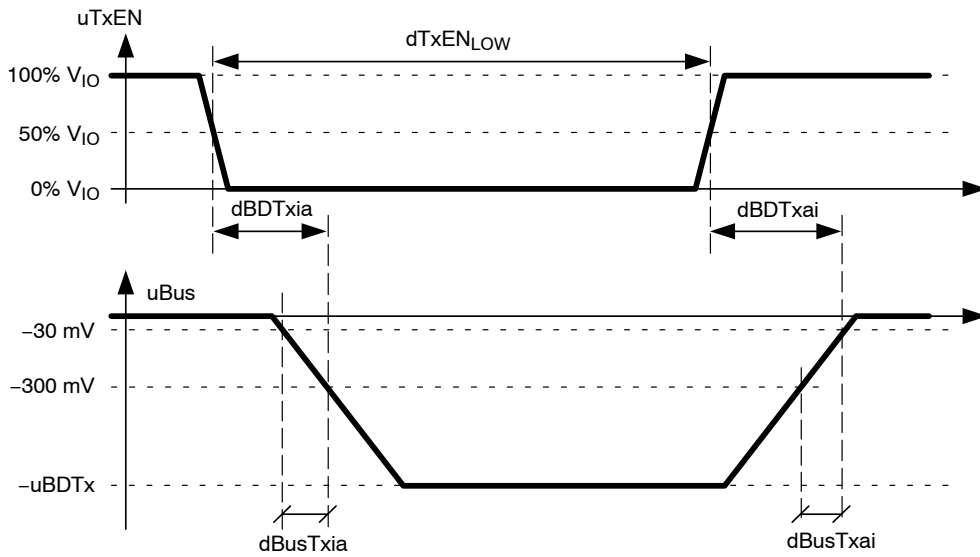 uTxEN
dTxEN_LOW
100% V_IO
50% V_IO
0% V_IO
dBDTxia
dBDTxai
uBus
–30 mV
–300 mV
–uBDTx
dBusTxia
dBusTxai